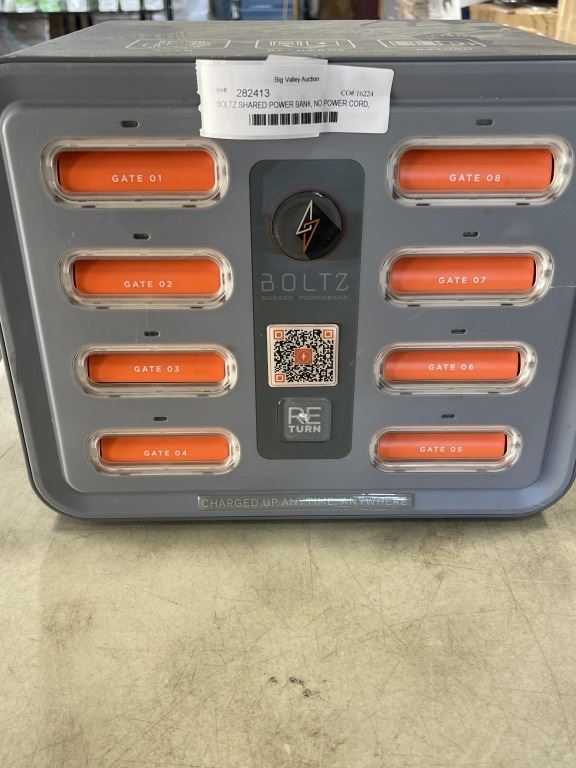 Big Valley Auction
282413 CO#:16224
BOLTZ SHARED POWER BANK, NO POWER CORD,
GATE 01
GATE 02
GATE 03
GATE 04
BOLTZ
SHARED POWERBANK
RE
TURN
GATE 08
GATE 07
GATE 06
GATE 05
CHARGED UP ANYTIME, ANYWHERE